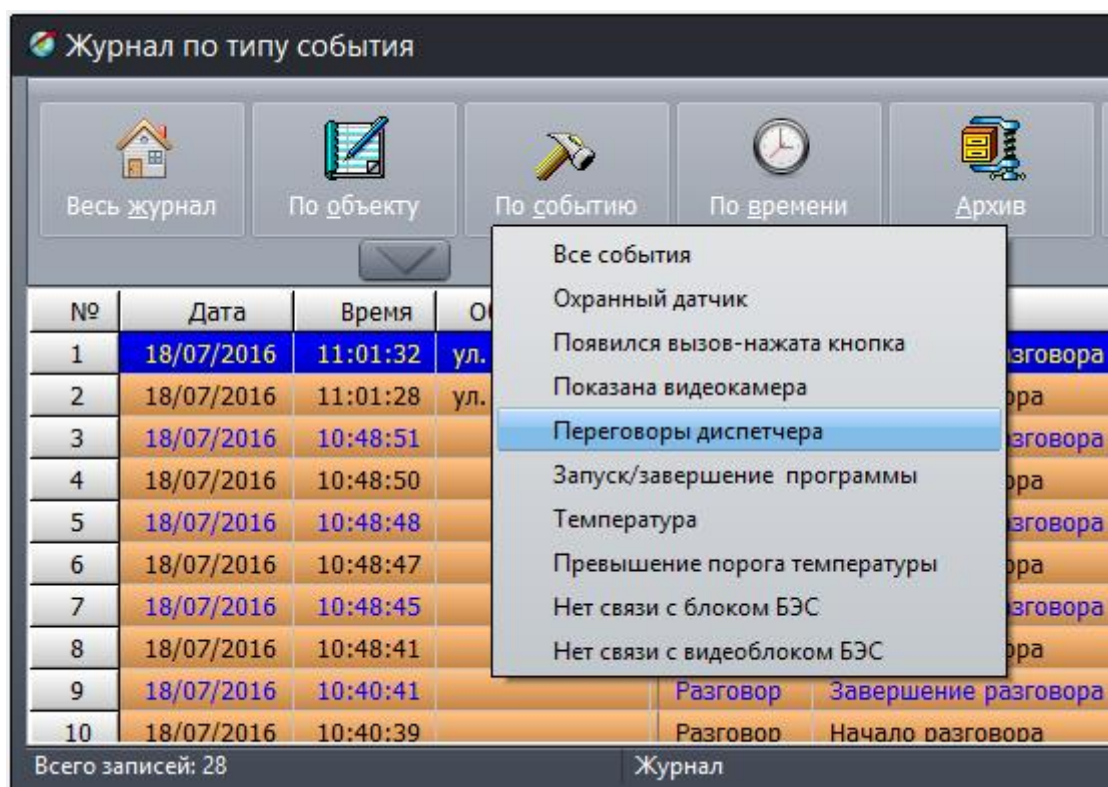 Журнал по типу события
Весь журнал По объекту По событию По времени Архив
Все события
Охранный датчик
Появился вызов-нажата кнопка
Показана видеокамера
Переговоры диспетчера
Запуск/завершение программы
Температура
Превышение порога температуры
Нет связи с блоком БЭС
Нет связи с видеоблоком БЭС
№ Дата Время
1 18/07/2016 11:01:32 ул.
2 18/07/2016 11:01:28 ул.
3 18/07/2016 10:48:51
4 18/07/2016 10:48:50
5 18/07/2016 10:48:48
6 18/07/2016 10:48:47
7 18/07/2016 10:48:45
8 18/07/2016 10:48:41
9 18/07/2016 10:40:41 Разговор Завершение разговора
10 18/07/2016 10:40:39 Разговор Начало разговора
Всего записей: 28 Журнал